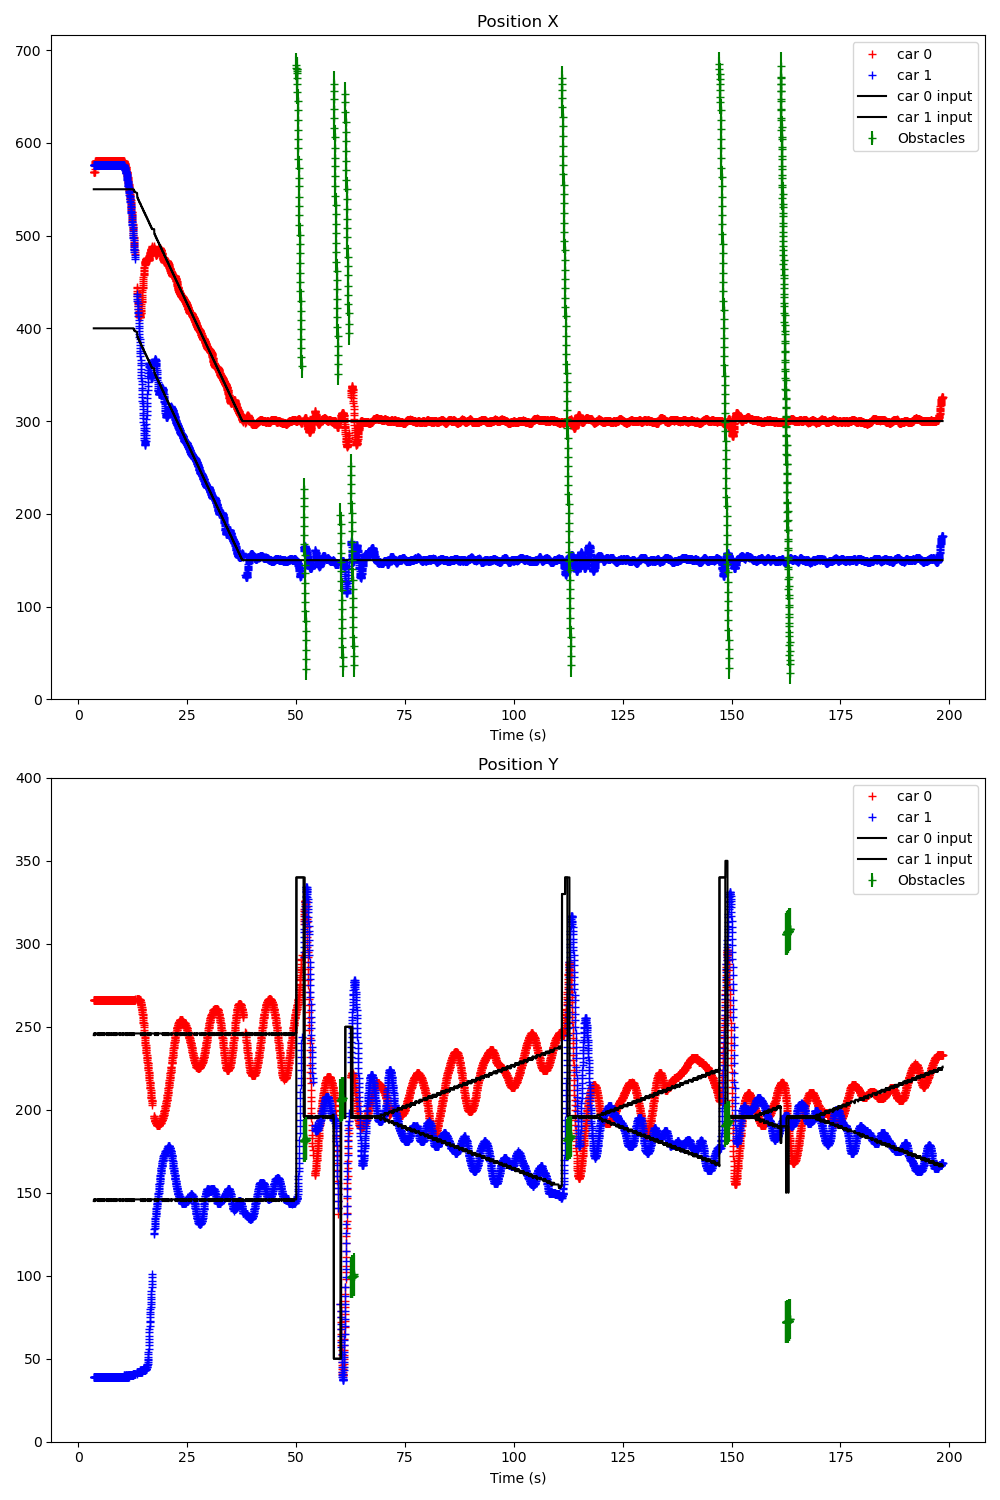 Position X
700
600
500
400
300
200
100
0
car 0
car 1
car 0 input
car 1 input
Obstacles
0 25 50 75 100 125 150 175 200
Time (s)
Position Y
400
350
300
250
200
150
100
50
0
car 0
car 1
car 0 input
car 1 input
Obstacles
0 25 50 75 100 125 150 175 200
Time (s)